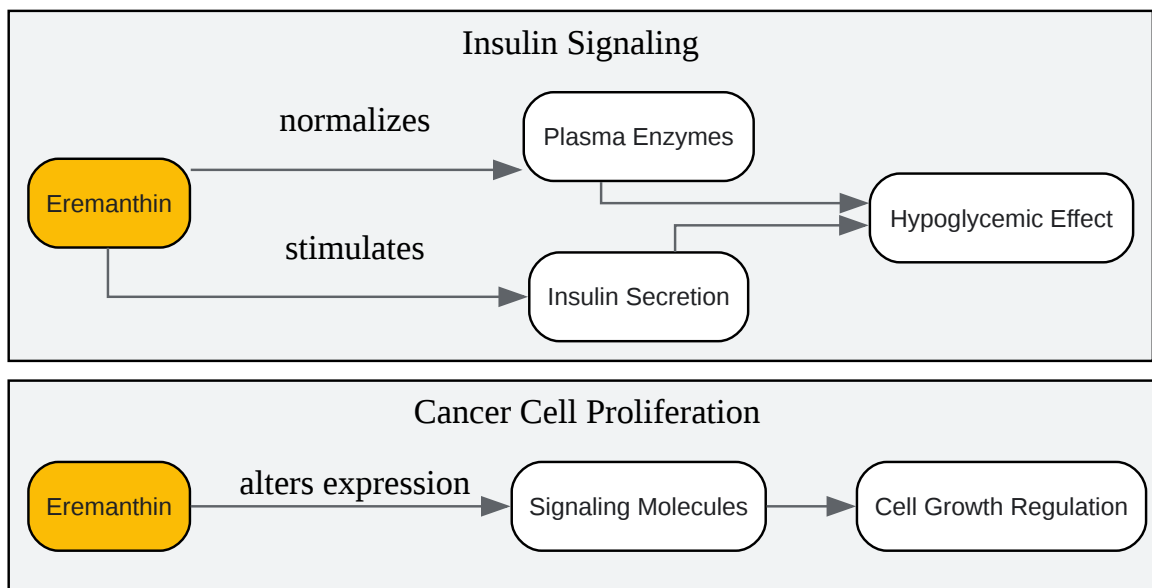 Insulin Signaling
normalizes
Plasma Enzymes
Eremanthin
Hypoglycemic Effect
stimulates
Insulin Secretion
Cancer Cell Proliferation
Eremanthin
alters expression
Signaling Molecules
Cell Growth Regulation